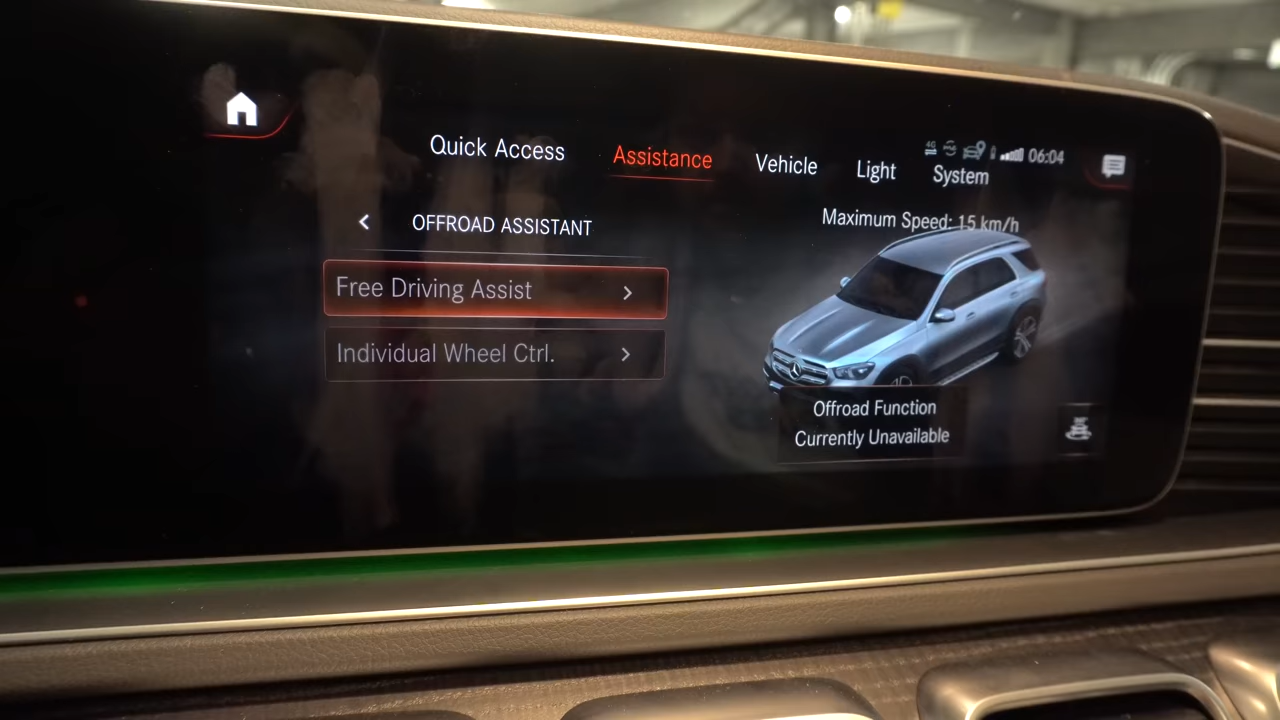 Quick Access
Assistance
Vehicle
Light
System
4G
06:04
OFFROAD ASSISTANT
Maximum Speed: 15 km/h
Free Driving Assist
Individual Wheel Ctrl.
Offroad Function
Currently Unavailable